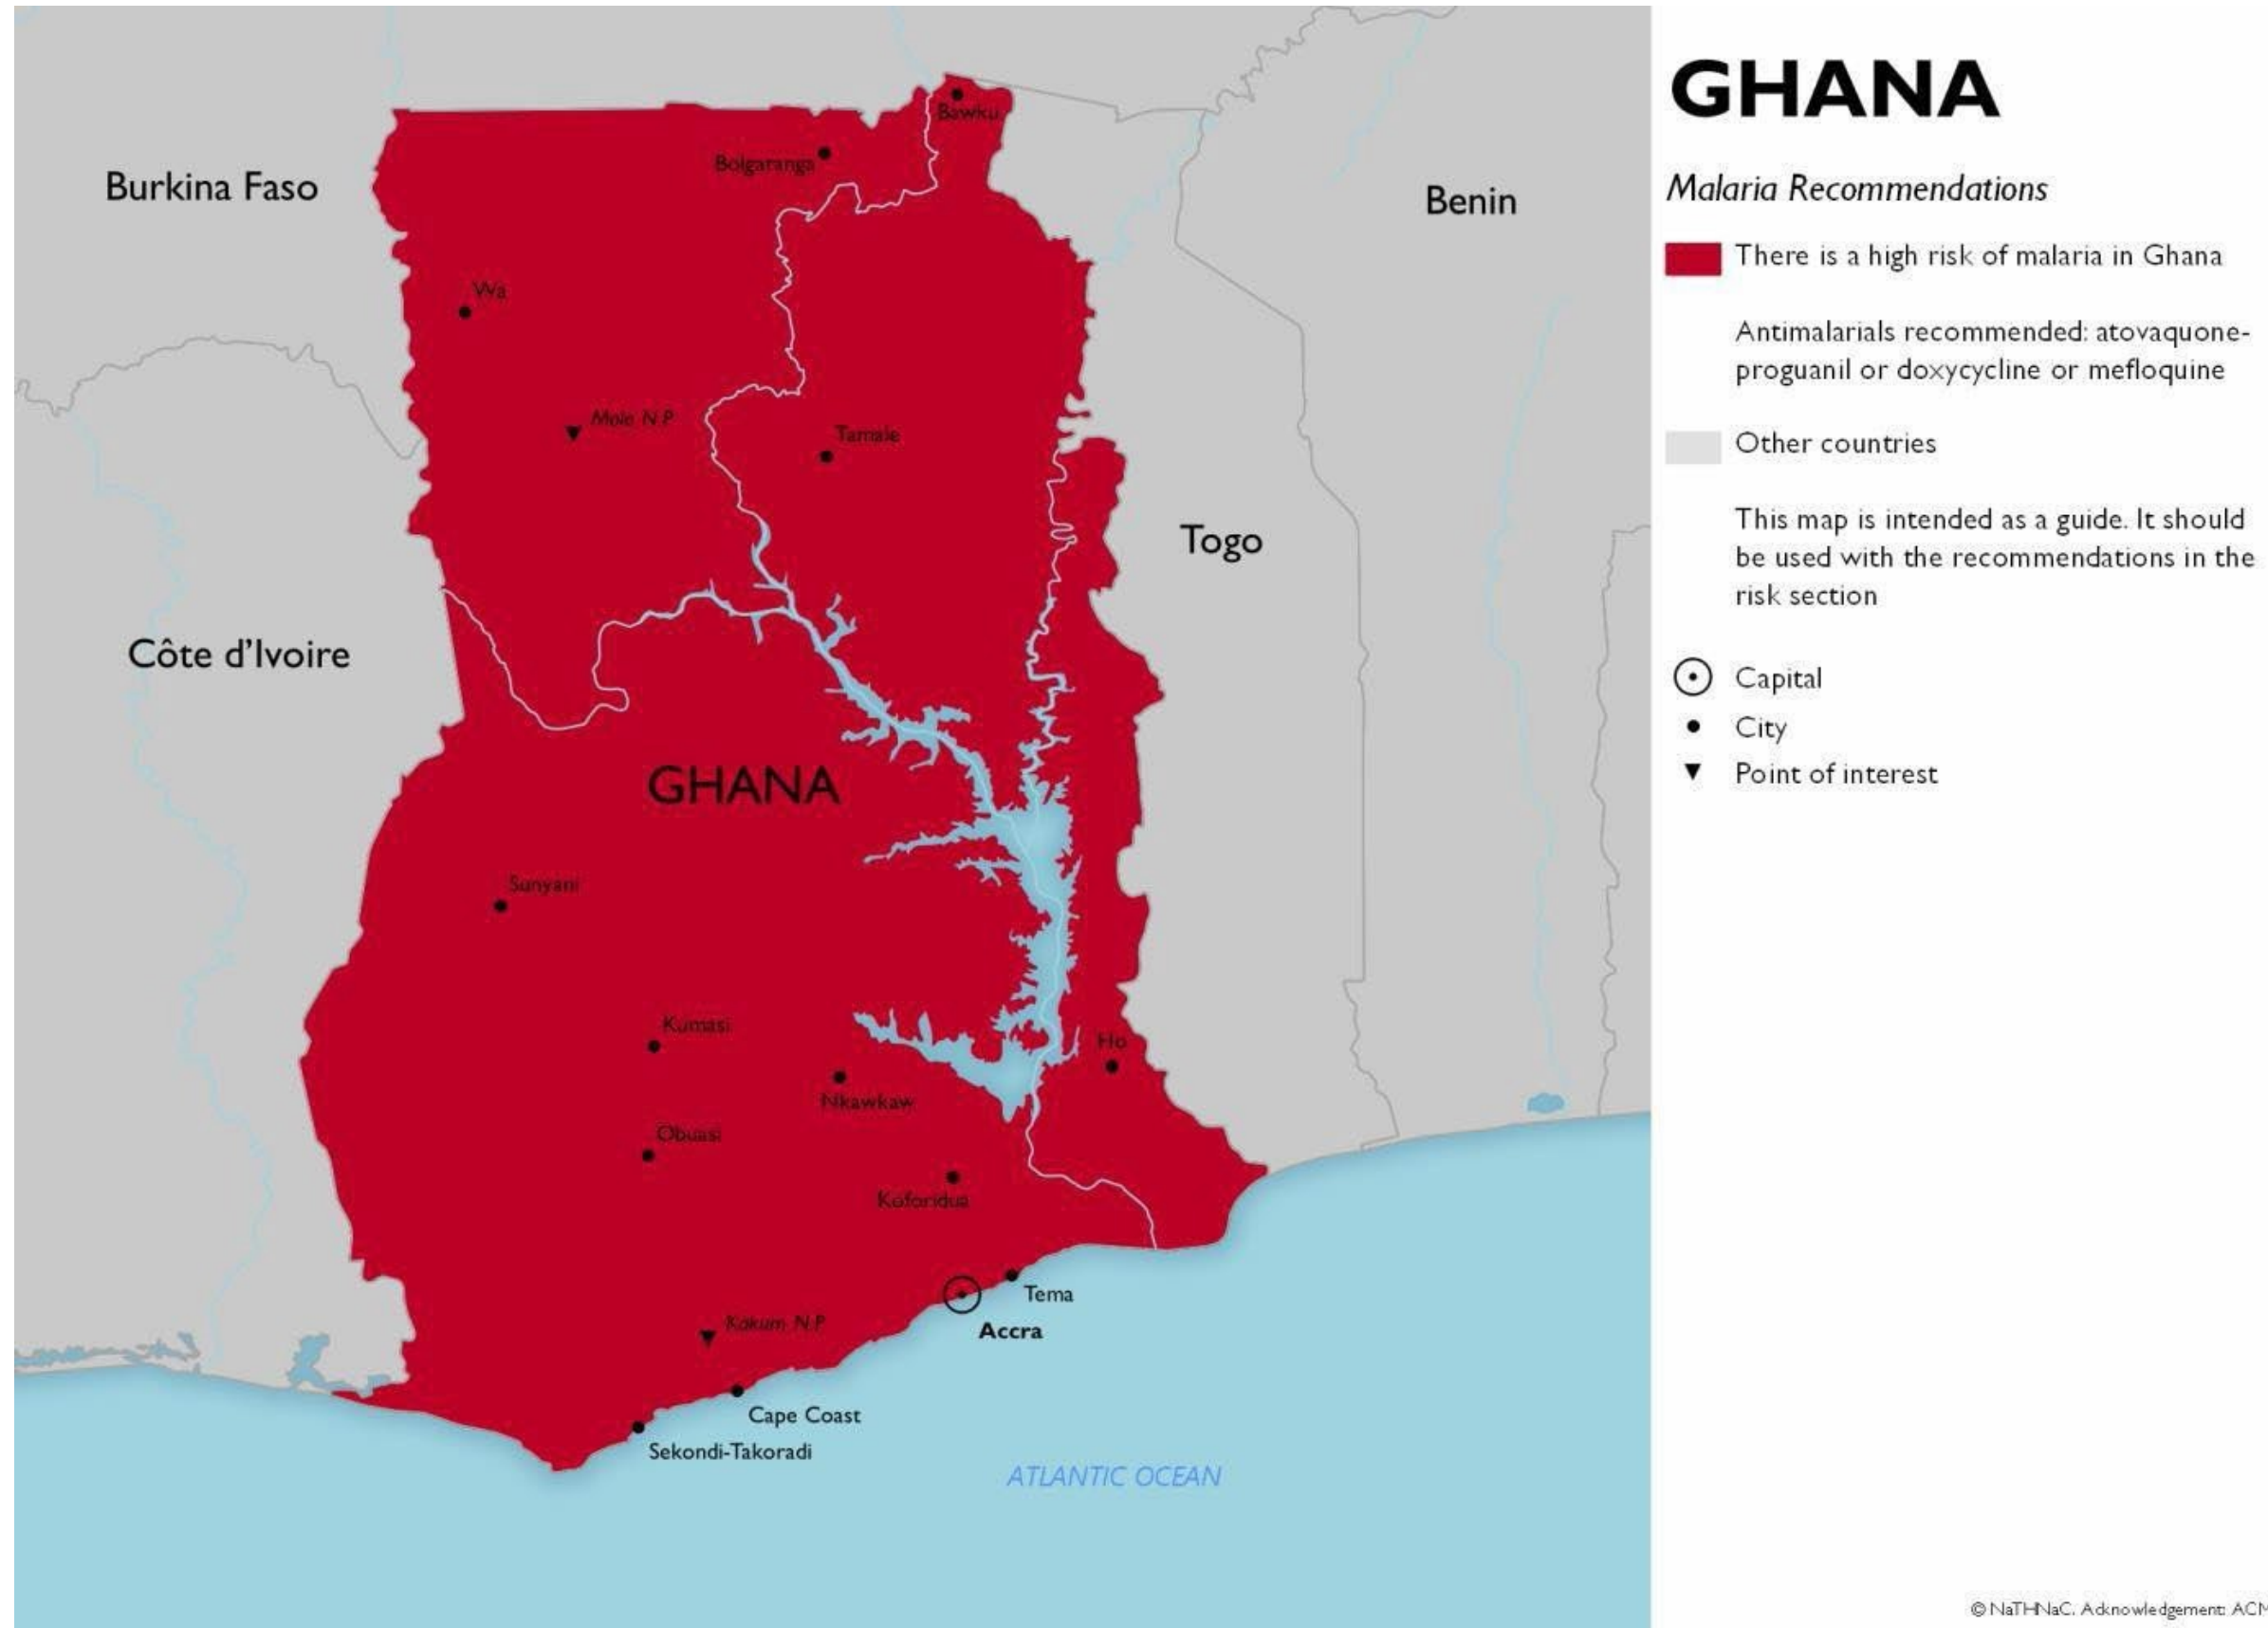 GHANA
Malaria Recommendations
There is a high risk of malaria in Ghana
Antimalarials recommended: atovaquone-
proguanil or doxycycline or mefloquine
Other countries
This map is intended as a guide. It should
be used with the recommendations in the
risk section
Capital
City
Point of interest
Burkina Faso
Benin
Togo
Côte d'Ivoire
GHANA
Bawku
Bolgaranga
Wa
Mole N.P
Tamale
Sunyani
Kumasi
Ho
Nkawkaw
Obuasi
Koforidua
Tema
Accra
Kakum N.P
Cape Coast
Sekondi-Takoradi
ATLANTIC OCEAN
© NaTHNaC. Acknowledgement: ACM